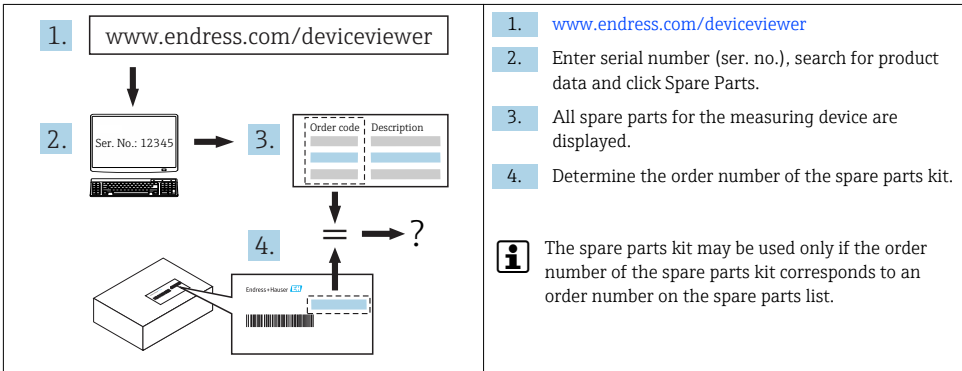 1. www.endress.com/deviceviewer
2. Ser. No.: 12345
3. Order code Description
= ?
4.
Endress+Hauser EH
1. www.endress.com/deviceviewer
2. Enter serial number (ser. no.), search for product
data and click Spare Parts.
3. All spare parts for the measuring device are
displayed.
4. Determine the order number of the spare parts kit.
i The spare parts kit may be used only if the order
number of the spare parts kit corresponds to an
order number on the spare parts list.